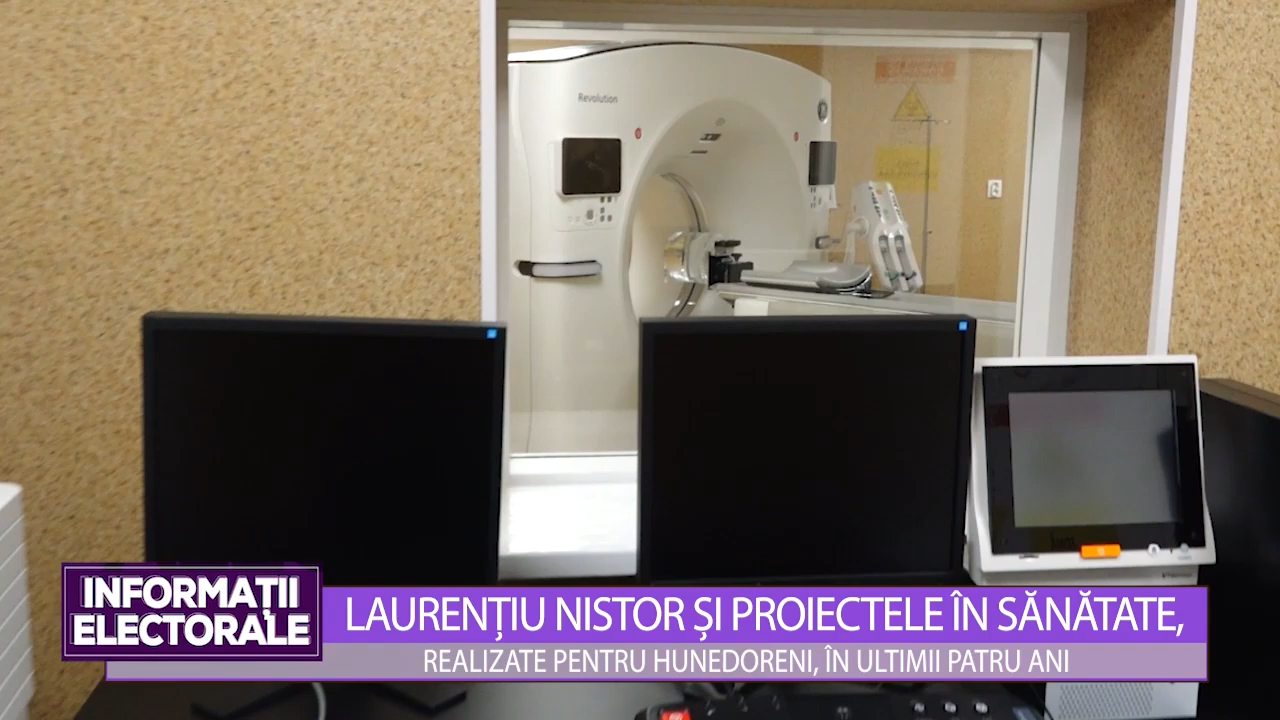 Revolution
INFORMAȚII
ELECTORALE
LAURENȚIU NISTOR ȘI PROIECTELE ÎN SĂNĂTATE,
REALIZATE PENTRU HUNEDORENI, ÎN ULTIMII PATRU ANI